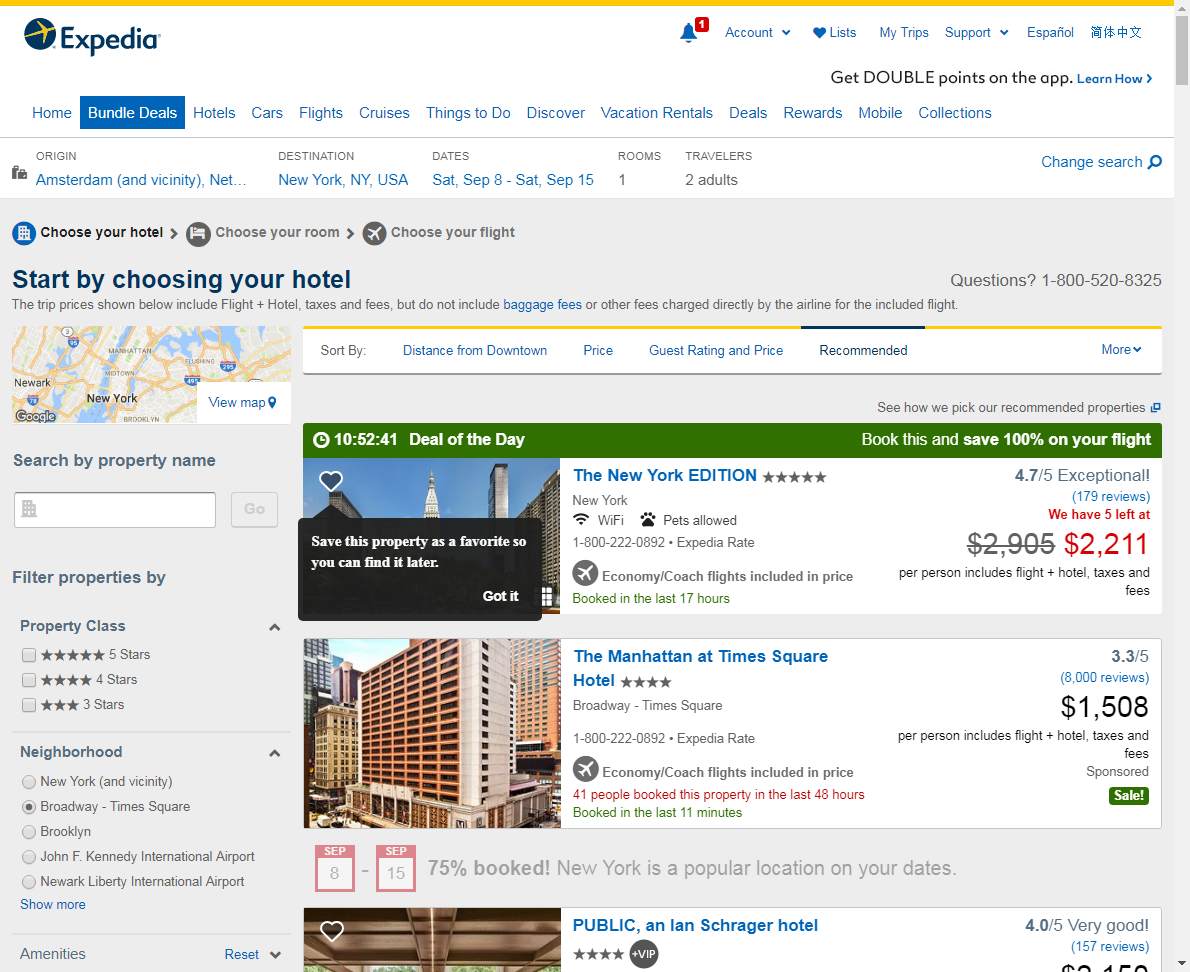 Expedia
1
Account
Lists
My Trips
Support
Español
简体中文
Get DOUBLE points on the app. Learn How
Home
Bundle Deals
Hotels
Cars
Flights
Cruises
Things to Do
Discover
Vacation Rentals
Deals
Rewards
Mobile
Collections
ORIGIN
Amsterdam (and vicinity), Net…
DESTINATION
New York, NY, USA
DATES
Sat, Sep 8 - Sat, Sep 15
ROOMS
1
TRAVELERS
2 adults
Change search
Choose your hotel
Choose your room
Choose your flight
Start by choosing your hotel
Questions? 1-800-520-8325
The trip prices shown below include Flight + Hotel, taxes and fees, but do not include baggage fees or other fees charged directly by the airline for the included flight.
3
95
MANHATTAN
FLUSHING
MIDTOWN
295
495
Newark
78
New York
BROOKLYN
Google
View map
Search by property name
Go
Filter properties by
Property Class
5 Stars
4 Stars
3 Stars
Neighborhood
New York (and vicinity)
Broadway - Times Square
Brooklyn
John F. Kennedy International Airport
Newark Liberty International Airport
Show more
Amenities
Reset
Sort By:
Distance from Downtown
Price
Guest Rating and Price
Recommended
More
See how we pick our recommended properties
10:52:41 Deal of the Day
Book this and save 100% on your flight
Save this property as a favorite so
you can find it later.
Got it
The New York EDITION
New York
WiFi
Pets allowed
1-800-222-0892 • Expedia Rate
Economy/Coach flights included in price
Booked in the last 17 hours
4.7/5 Exceptional!
(179 reviews)
We have 5 left at
$2,905 $2,211
per person includes flight + hotel, taxes and
fees
The Manhattan at Times Square
Hotel
Broadway - Times Square
1-800-222-0892 • Expedia Rate
Economy/Coach flights included in price
41 people booked this property in the last 48 hours
Booked in the last 11 minutes
3.3/5
(8,000 reviews)
$1,508
per person includes flight + hotel, taxes and
fees
Sponsored
Sale!
SEP
8
-
SEP
15
75% booked! New York is a popular location on your dates.
PUBLIC, an Ian Schrager hotel
+VIP
4.0/5 Very good!
(157 reviews)